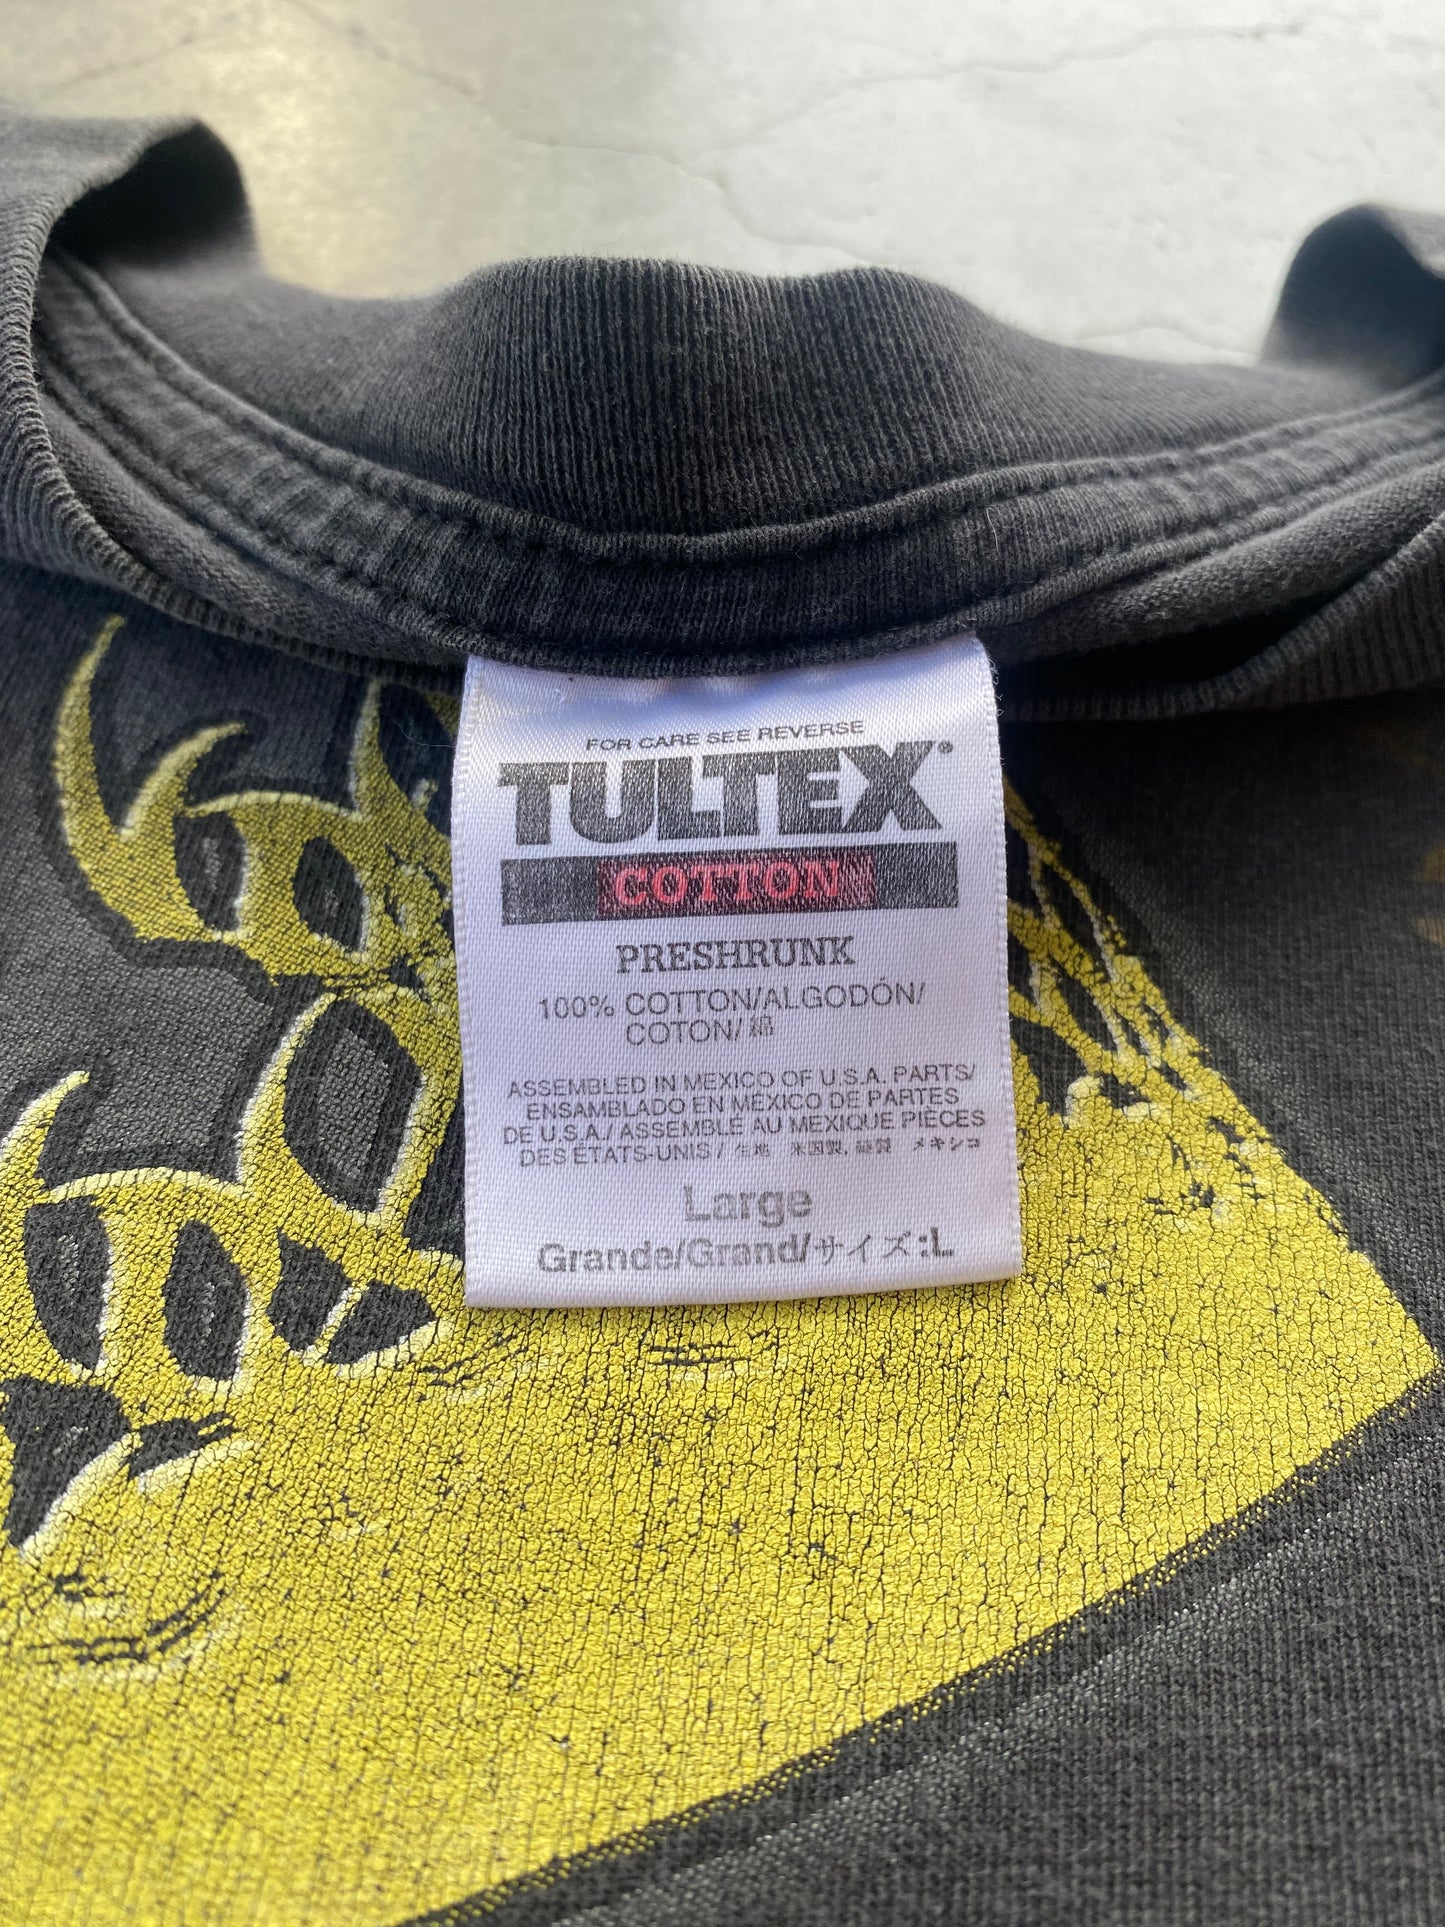 FOR CARE SEE REVERSE
TULTEX®
COTTON
PRESHRUNK
100% COTTON/ALGODÓN/
COTON/綿
ASSEMBLED IN MEXICO OF U.S.A. PARTS/
ENSAMBLADO EN MÉXICO DE PARTES
DE U.S.A./ ASSEMBLE AU MEXIQUE PIÈCES
DES ÉTATS-UNIS / 生地 米国製, 縫製 メキシコ
Large
Grande/Grand/サイズ:L